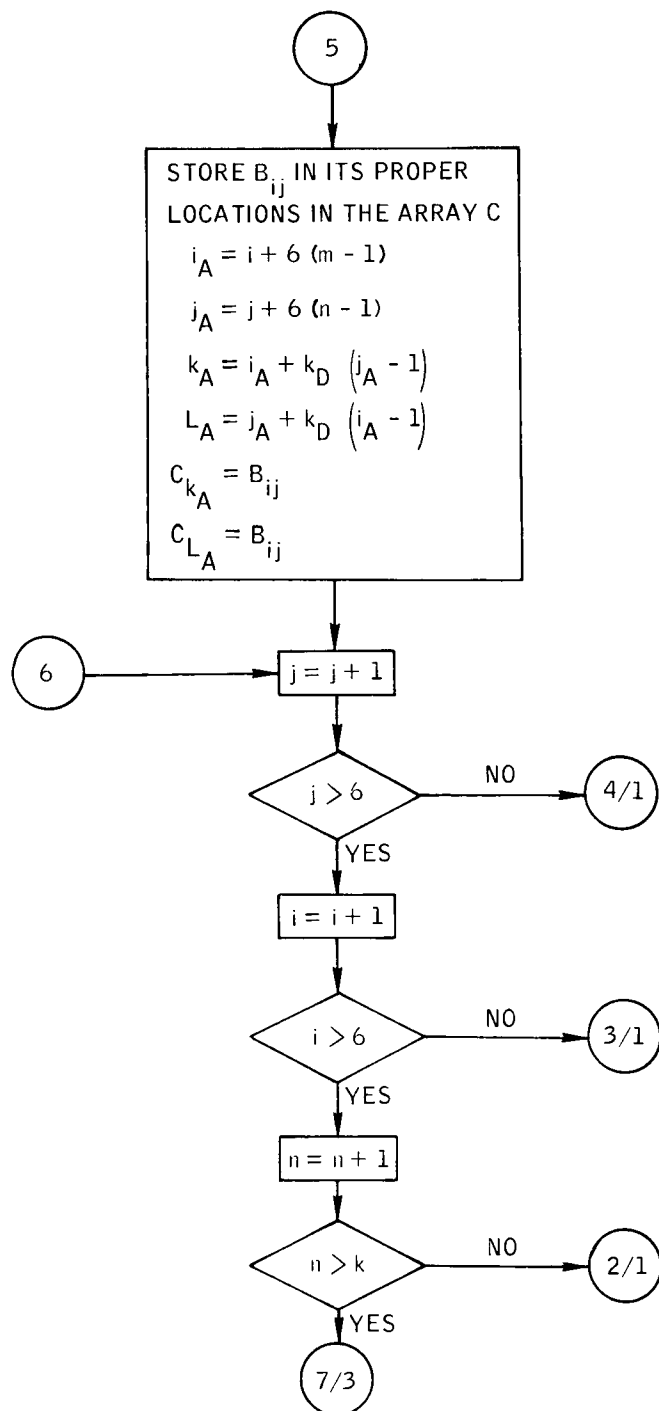 5
STORE B_ij IN ITS PROPER
LOCATIONS IN THE ARRAY C
i_A = i + 6 (m - 1)
j_A = j + 6 (n - 1)
k_A = i_A + k_D (j_A - 1)
L_A = j_A + k_D (i_A - 1)
C_k_A = B_ij
C_L_A = B_ij
6
j = j + 1
j > 6
NO
4/1
YES
i = i + 1
i > 6
NO
3/1
YES
n = n + 1
n > k
NO
2/1
YES
7/3